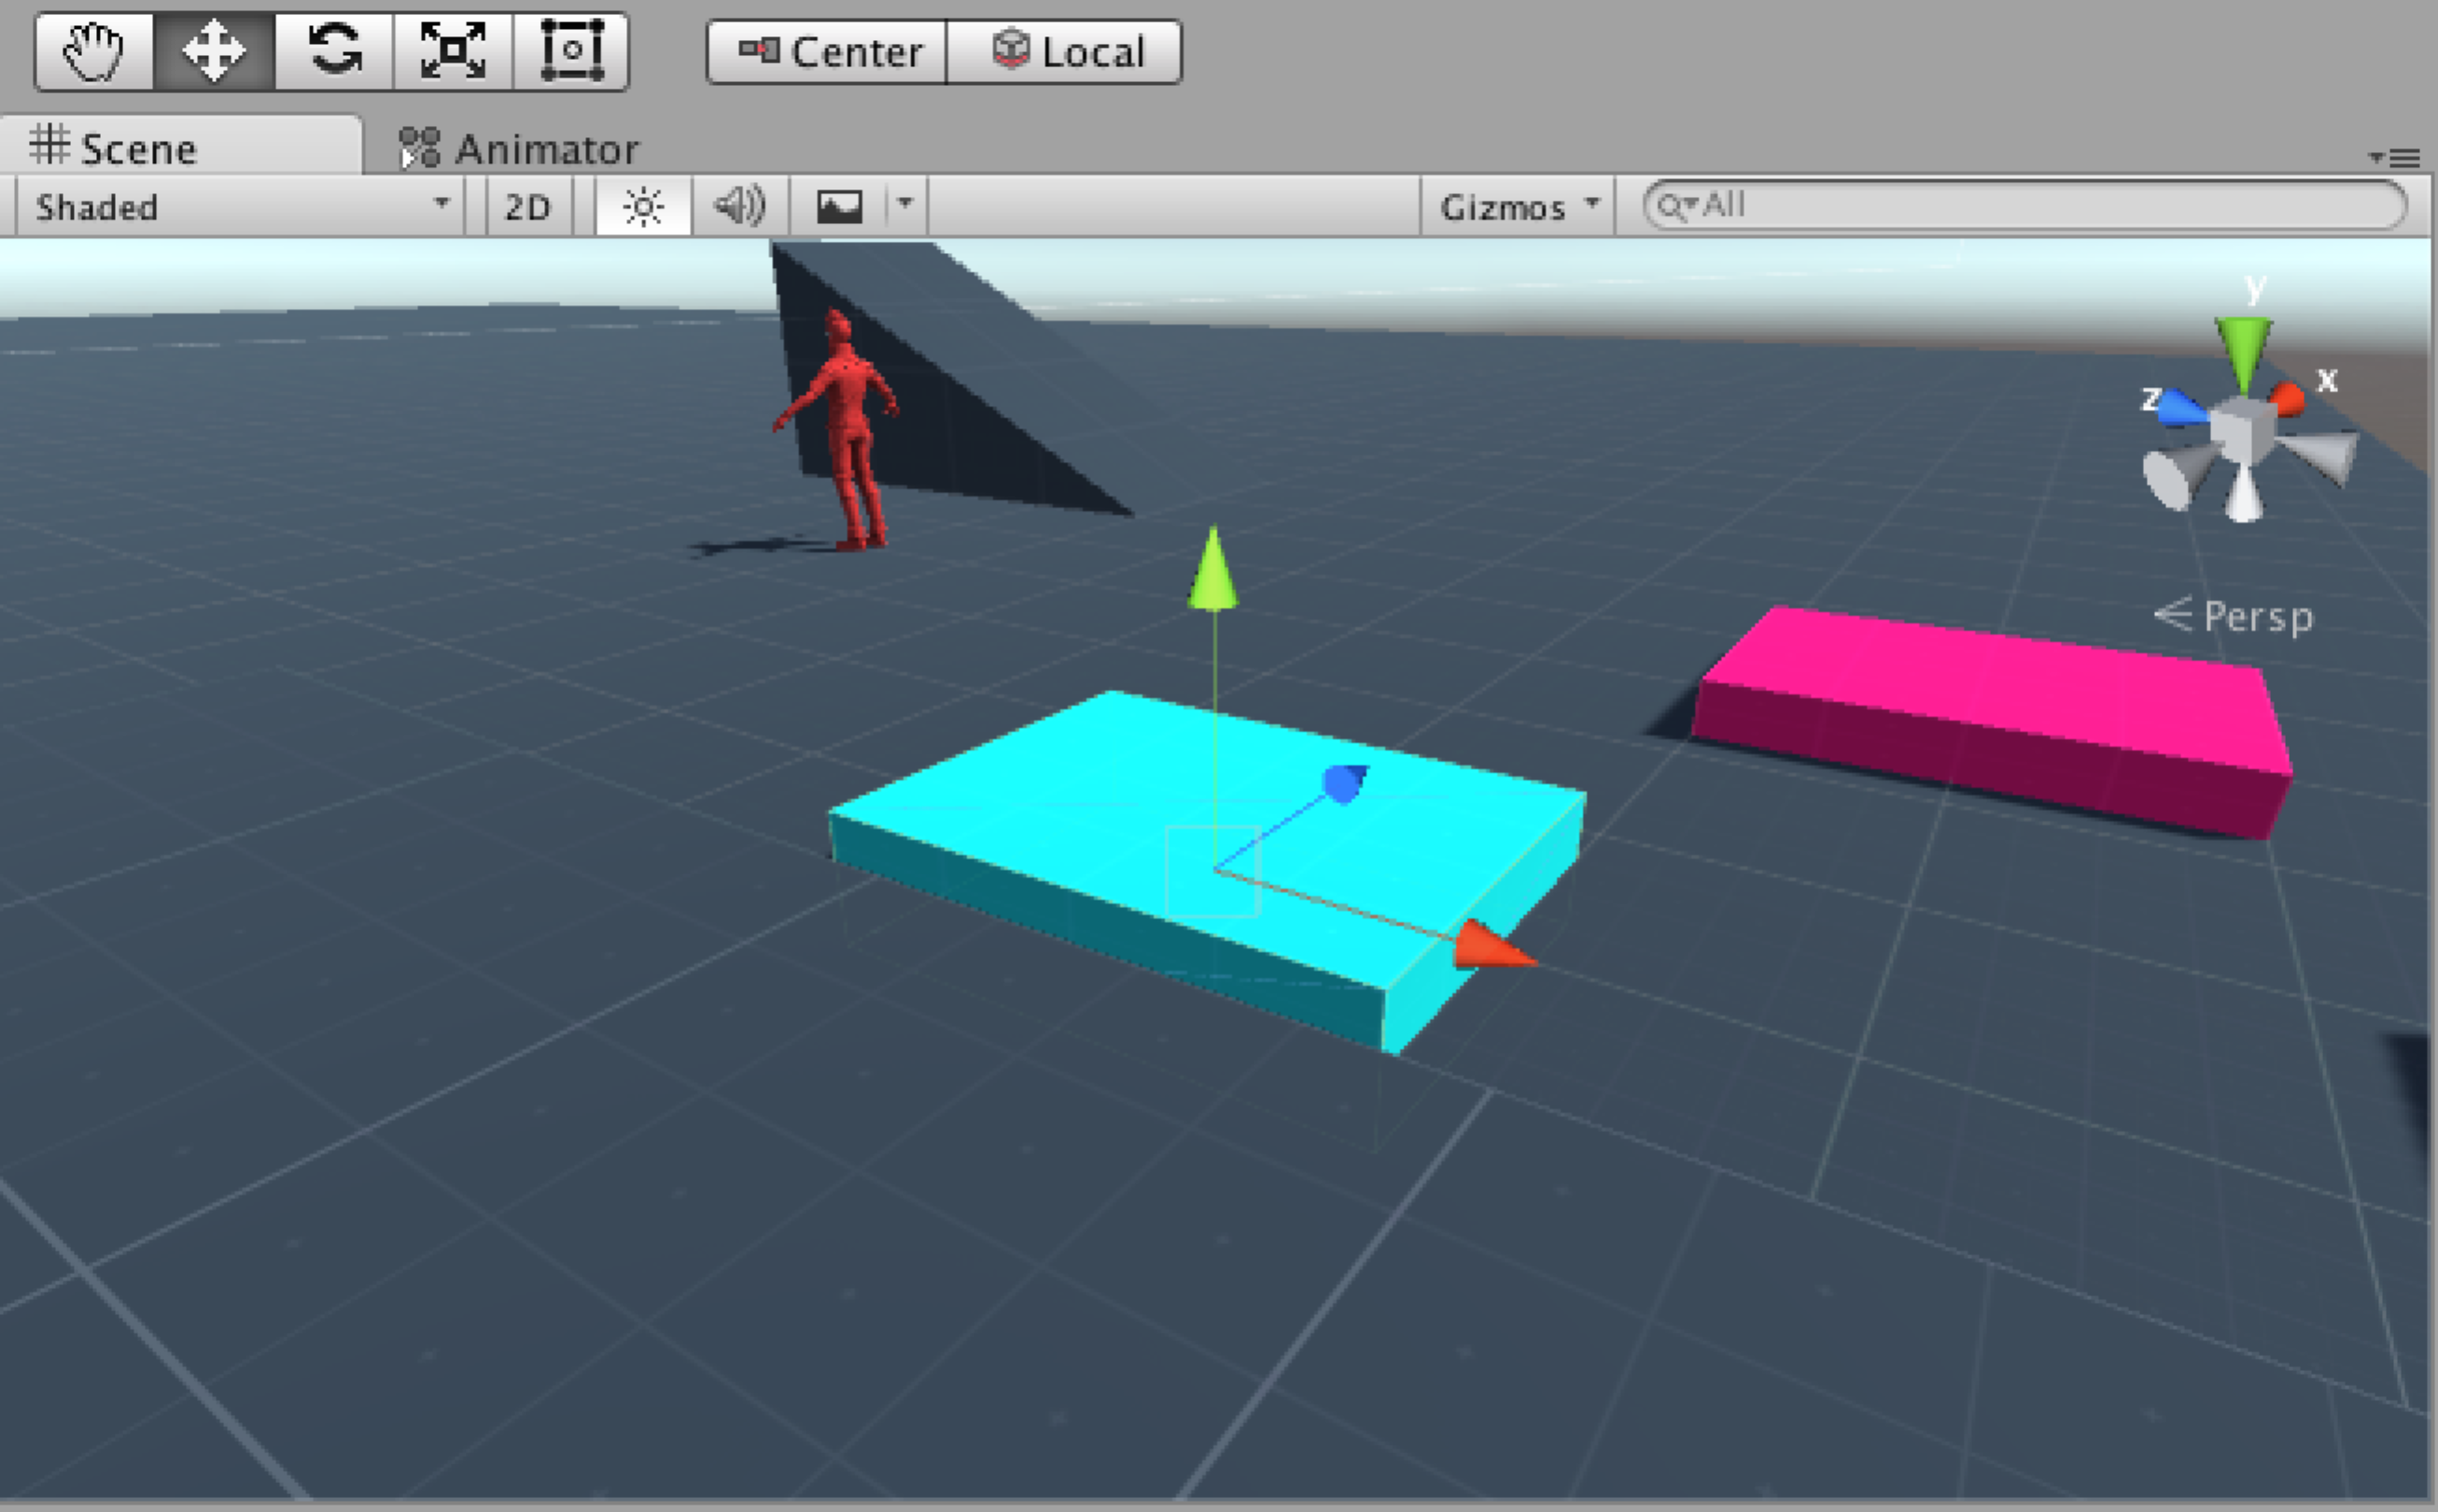 Center Local
Scene Animator
Shaded 2D Gizmos All
y
x
z
Persp